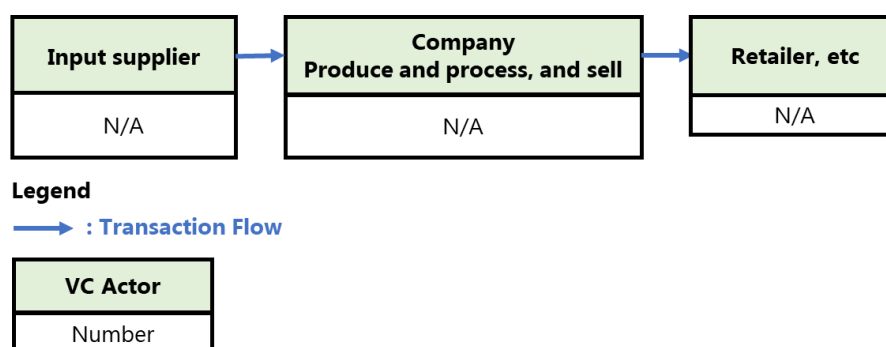 Input supplier
Company
Produce and process, and sell
Retailer, etc
N/A
N/A
N/A
Legend
: Transaction Flow
VC Actor
Number